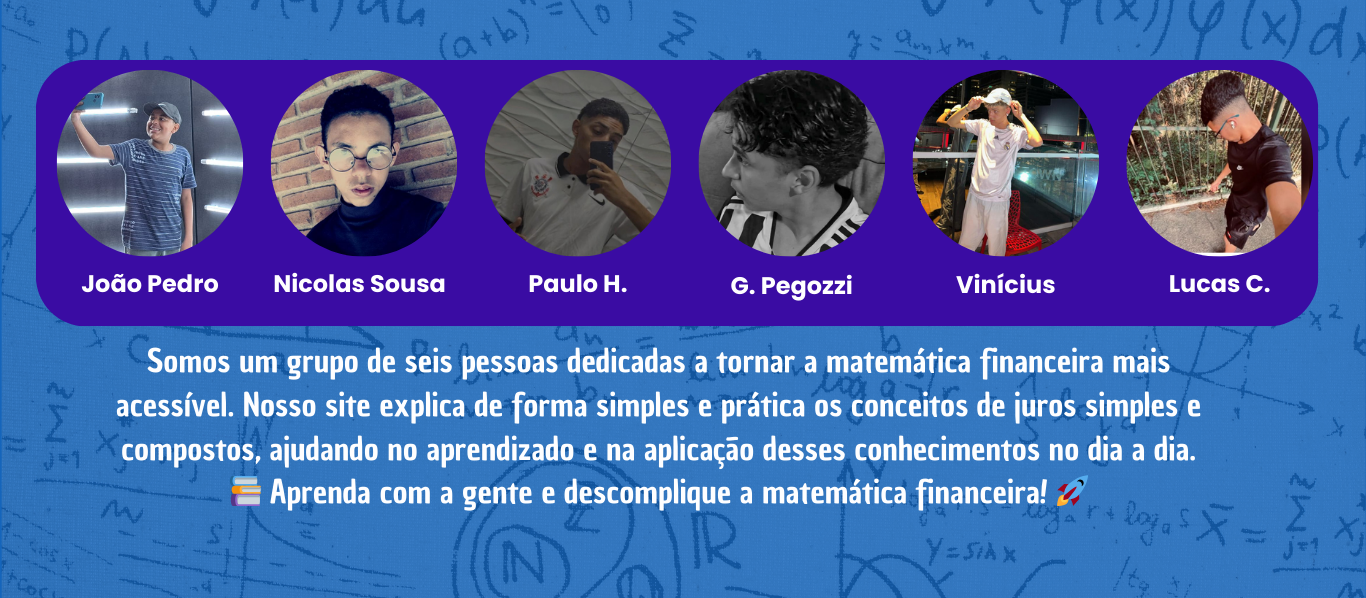 João Pedro
Nicolas Sousa
Paulo H.
G. Pegozzi
Vinícius
Lucas C.
Somos um grupo de seis pessoas dedicadas a tornar a matemática financeira mais
acessível. Nosso site explica de forma simples e prática os conceitos de juros simples e
compostos, ajudando no aprendizado e na aplicação desses conhecimentos no dia a dia.
📚 Aprenda com a gente e descomplique a matemática financeira! 🚀
(a+b)
Y=sinx